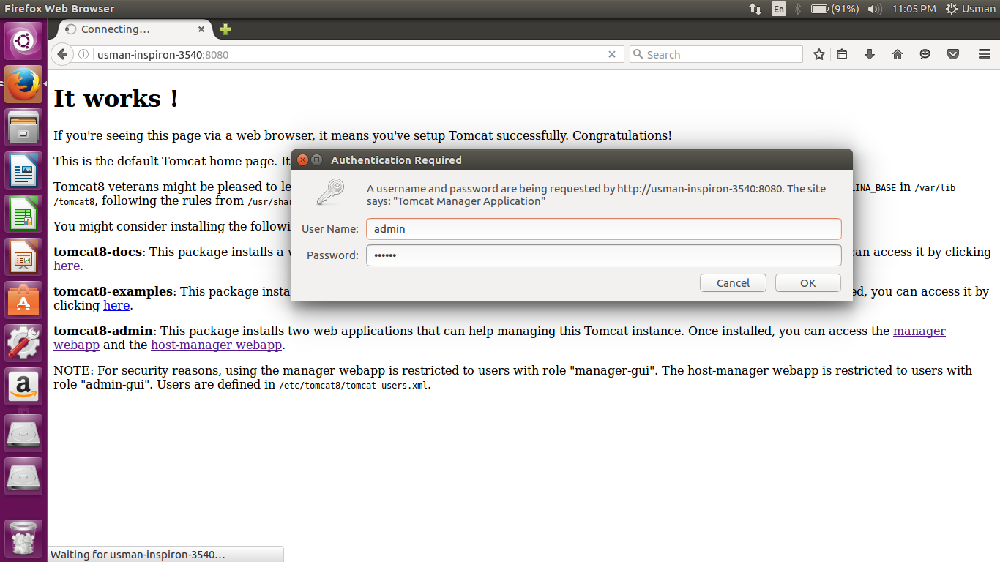 Firefox Web Browser
En
(91%)
11:05 PM
Usman
Connecting…
usman-inspiron-3540:8080
Search
It works !
If you're seeing this page via a web browser, it means you've setup Tomcat successfully. Congratulations!
This is the default Tomcat home page. It
Tomcat8 veterans might be pleased to le
LINA_BASE in /var/lib
/tomcat8, following the rules from /usr/shar
You might consider installing the followi
tomcat8-docs: This package installs a w
can access it by clicking
here.
tomcat8-examples: This package insta
ed, you can access it by
clicking here.
tomcat8-admin: This package installs two web applications that can help managing this Tomcat instance. Once installed, you can access the manager
webapp and the host-manager webapp.
NOTE: For security reasons, using the manager webapp is restricted to users with role "manager-gui". The host-manager webapp is restricted to users with
role "admin-gui". Users are defined in /etc/tomcat8/tomcat-users.xml.
Authentication Required
A username and password are being requested by http://usman-inspiron-3540:8080. The site
says: "Tomcat Manager Application"
User Name: admin
Password: ••••••
Cancel
OK
Waiting for usman-inspiron-3540…